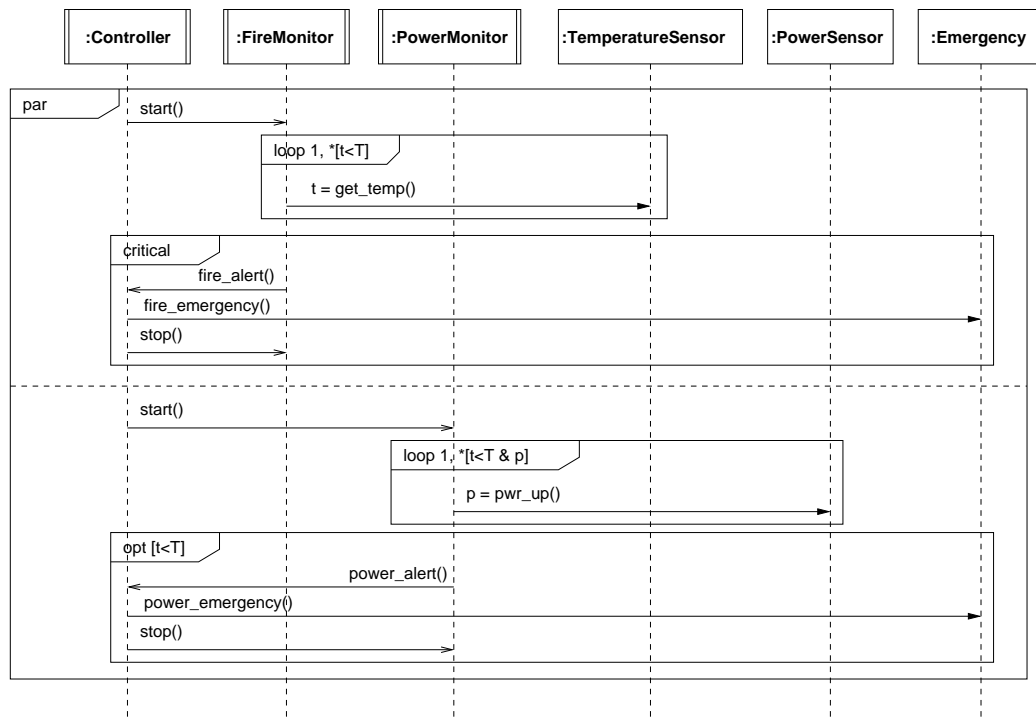 :Controller :FireMonitor :PowerMonitor :TemperatureSensor :PowerSensor :Emergency
par
start()
loop 1, *[t<T]
t = get_temp()
critical
fire_alert()
fire_emergency()
stop()
start()
loop 1, *[t<T & p]
p = pwr_up()
opt [t<T]
power_alert()
power_emergency()
stop()